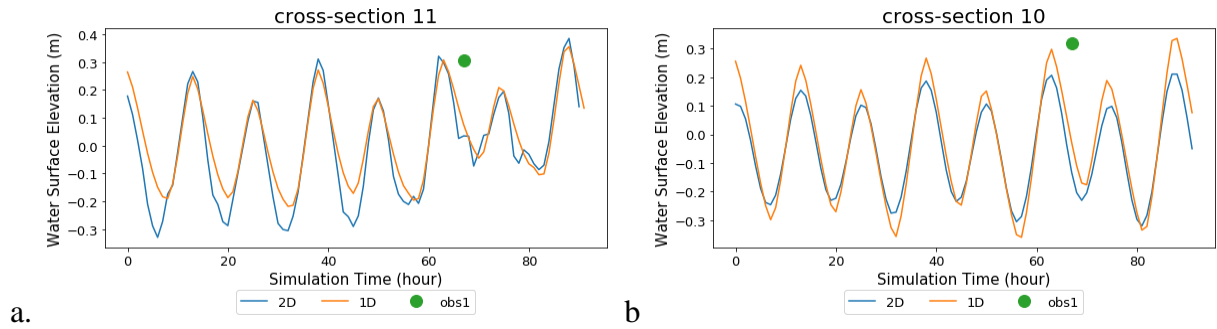 cross-section 11
Water Surface Elevation (m)
0.4
0.3
0.2
0.1
0.0
−0.1
−0.2
−0.3
0
20
40
60
80
Simulation Time (hour)
2D
1D
obs1
a.
cross-section 10
Water Surface Elevation (m)
0.3
0.2
0.1
0.0
−0.1
−0.2
−0.3
0
20
40
60
80
Simulation Time (hour)
2D
1D
obs1
b